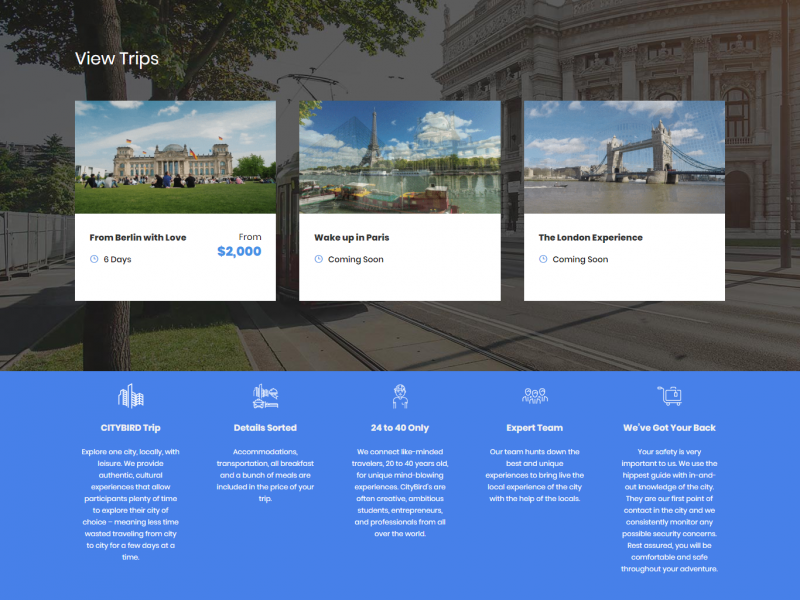 View Trips
From Berlin with Love
From
$2,000
6 Days
Wake up in Paris
Coming Soon
The London Experience
Coming Soon
CITYBIRD Trip
Explore one city, locally, with
leisure. We provide
authentic, cultural
experiences that allow
participants plenty of time
to explore their city of
choice – meaning less time
wasted traveling from city
to city for a few days at a
time.
Details Sorted
Accommodations,
transportation, all breakfast
and a bunch of meals are
included in the price of your
trip.
24 to 40 Only
We connect like-minded
travelers, 20 to 40 years old,
for unique mind-blowing
experiences. CityBird's are
often creative, ambitious
students, entrepreneurs,
and professionals from all
over the world.
Expert Team
Our team hunts down the
best and unique
experiences to bring live the
local experience of the city
with the help of the locals.
We've Got Your Back
Your safety is very
important to us. We use the
hippest guide with in-and-
out knowledge of the city.
They are our first point of
contact in the city and we
consistently monitor any
possible security concerns.
Rest assured, you will be
comfortable and safe
throughout your adventure.